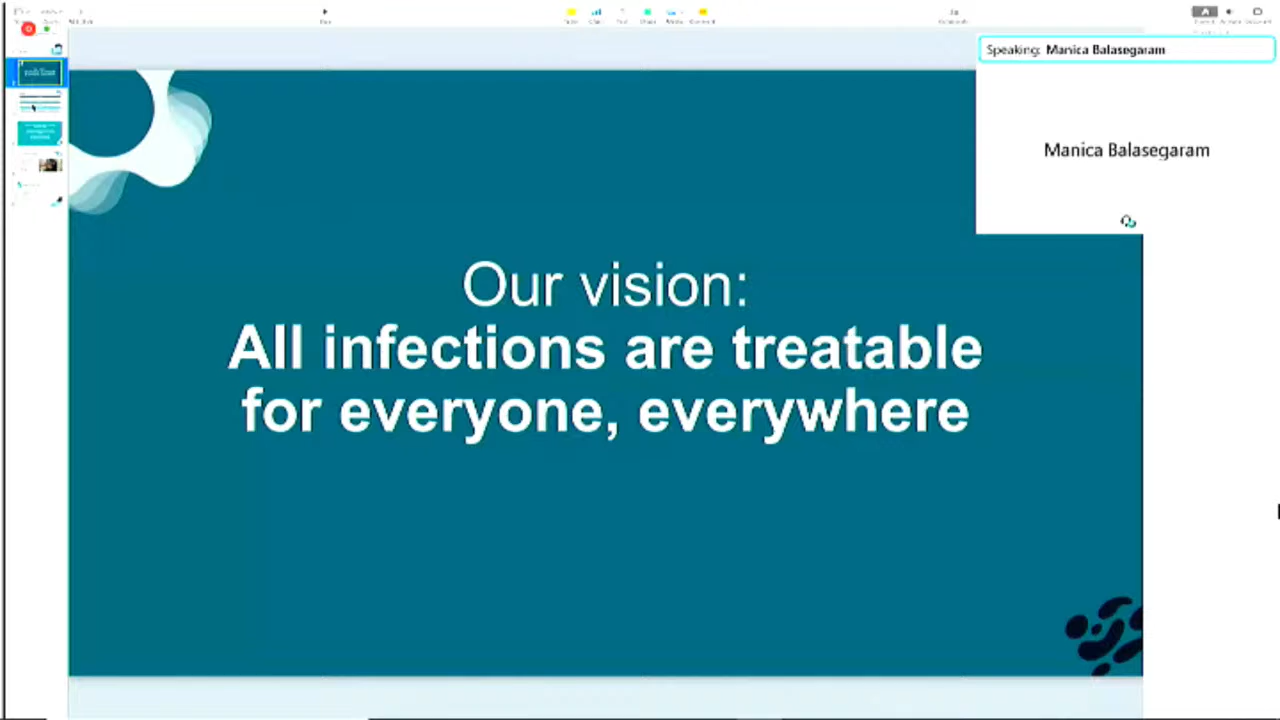 Speaking: Manica Balasegaram
Manica Balasegaram
Our vision:
All infections are treatable
for everyone, everywhere